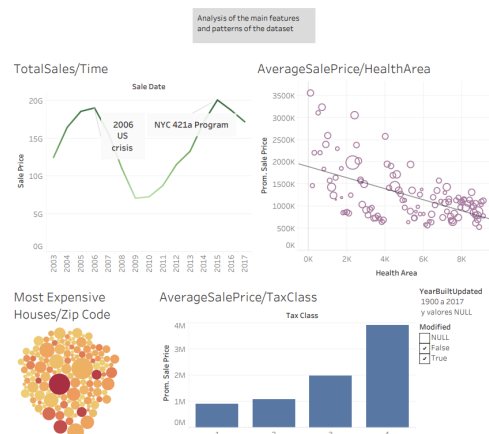 Analysis of the main features
and patterns of the dataset
TotalSales/Time
Sale Date
Sale Price
20G
15G
10G
5G
0G
2006
US
crisis
NYC 421a Program
2003
2004
2005
2006
2007
2008
2009
2010
2011
2012
2013
2014
2015
2016
2017
AverageSalePrice/HealthArea
Prom. Sale Price
3500K
3000K
2500K
2000K
1500K
1000K
500K
0K
0K 2K 4K 6K 8K
Health Area
Most Expensive
Houses/Zip Code
AverageSalePrice/TaxClass
Tax Class
Prom. Sale Price
4M
3M
2M
1M
0M
1 2 3 4
YearBuiltUpdated
1900 a 2017
y valores NULL
Modified
NULL
False
True